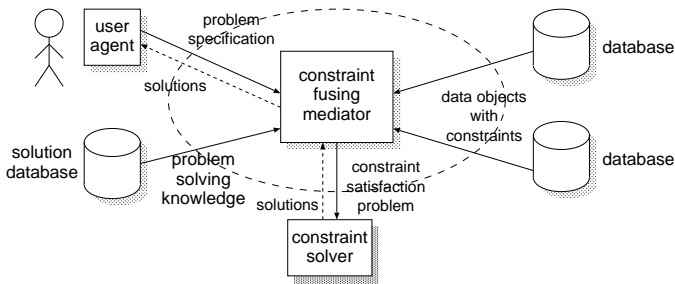 user
agent
problem
specification
solutions
constraint
fusing
mediator
database
data objects
with
constraints
database
solution
database
problem
solving
knowledge
constraint
satisfaction
problem
solutions
constraint
solver